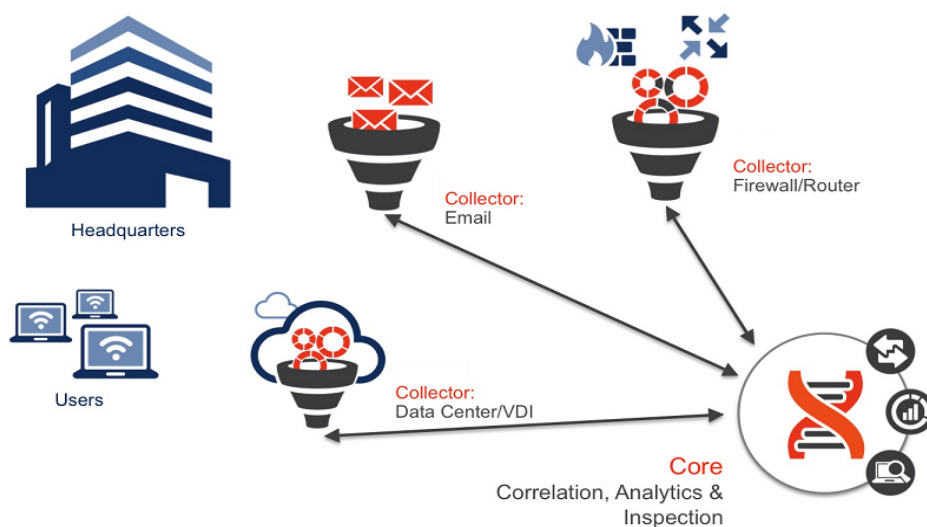 Headquarters
Collector:
Email
Collector:
Firewall/Router
Users
Collector:
Data Center/VDI
Core
Correlation, Analytics &
Inspection